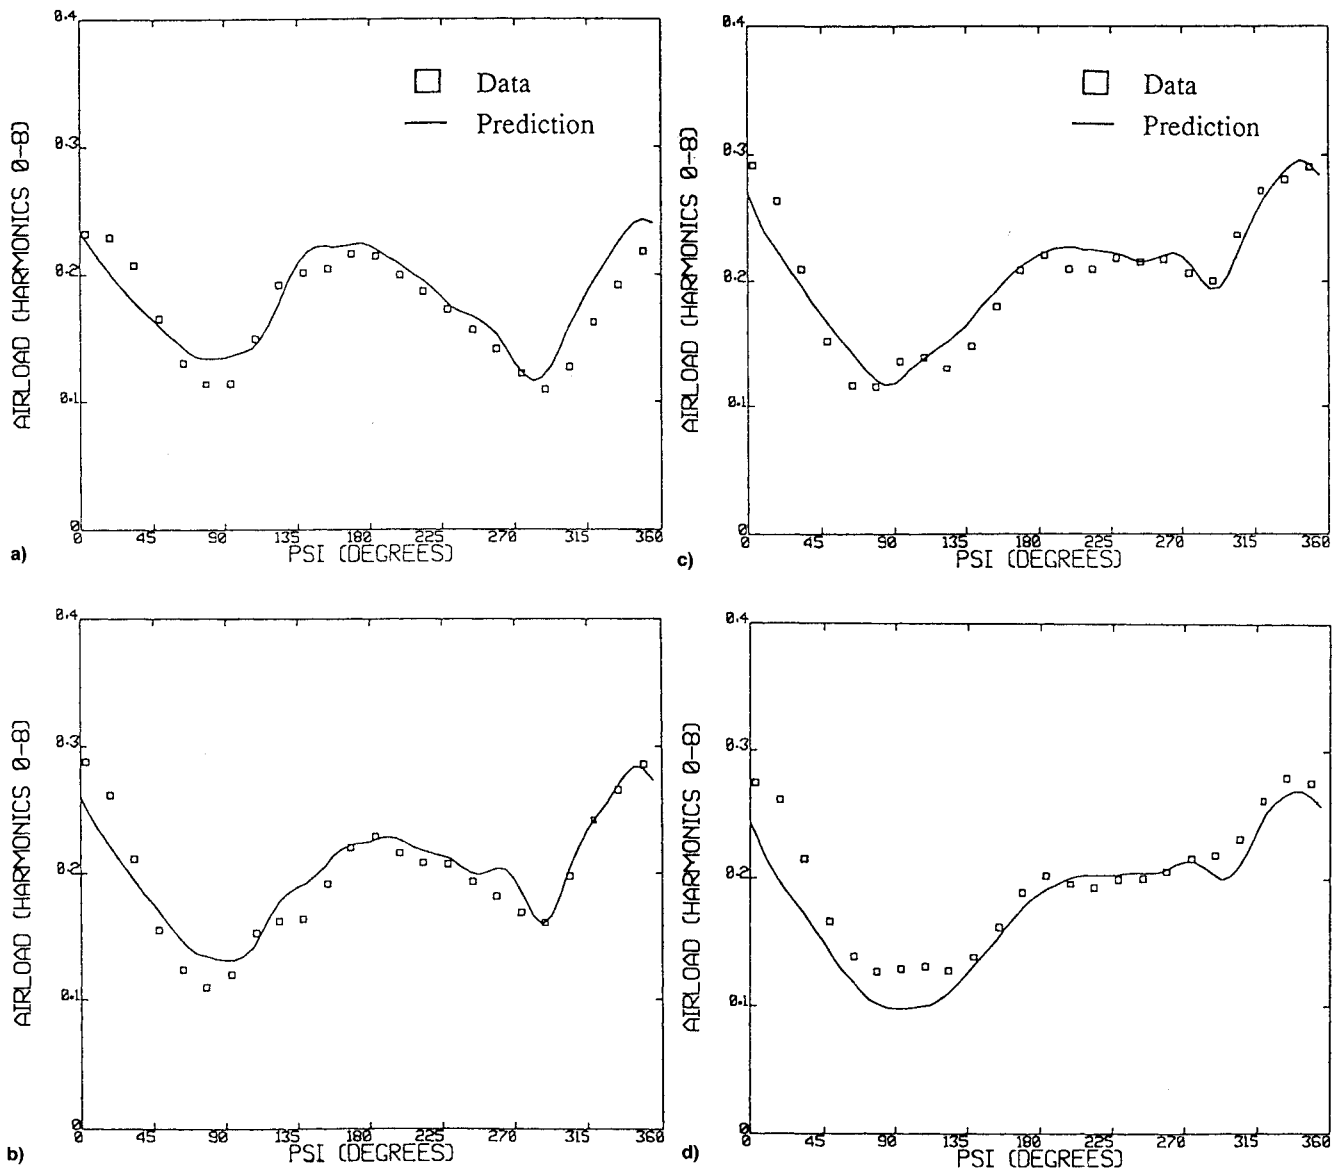 0.4
0.3
0.2
0.1
0
AIRLOAD (HARMONICS 0-8)
Data
Prediction
0 45 90 135 180 225 270 315 360
PSI (DEGREES)
a)
0.4
0.3
0.2
0.1
0
AIRLOAD (HARMONICS 0-8)
Data
Prediction
0 45 90 135 180 225 270 315 360
PSI (DEGREES)
c)
0.4
0.3
0.2
0.1
0
AIRLOAD (HARMONICS 0-8)
0 45 90 135 180 225 270 315 360
PSI (DEGREES)
b)
0.4
0.3
0.2
0.1
0
AIRLOAD (HARMONICS 0-8)
0 45 90 135 180 225 270 315 360
PSI (DEGREES)
d)